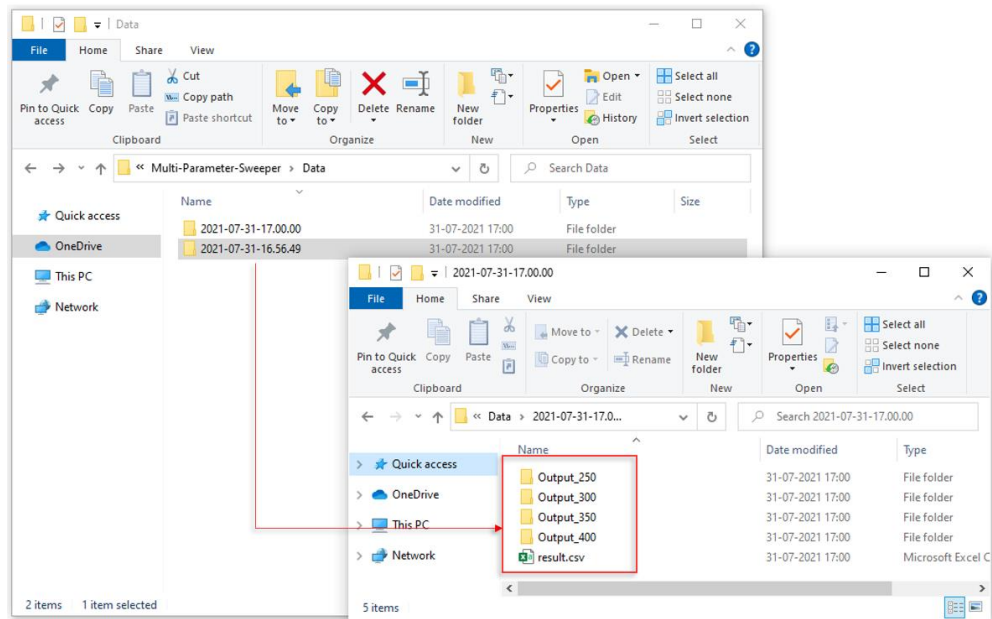 Data
File Home Share View
Pin to Quick access
Copy
Paste
Cut
Copy path
Paste shortcut
Move to
Copy to
Delete
Rename
New folder
Properties
Open
Edit
History
Select all
Select none
Invert selection
Clipboard Organize New Open Select
« Multi-Parameter-Sweeper > Data
Search Data
Name Date modified Type Size
Quick access
OneDrive
This PC
Network
2021-07-31-17.00.00 31-07-2021 17:00 File folder
2021-07-31-16.56.49 31-07-2021 17:00 File folder
2 items 1 item selected
2021-07-31-17.00.00
File Home Share View
Pin to Quick access
Copy
Paste
Move to
Copy to
Delete
Rename
New folder
Properties
Select all
Select none
Invert selection
Clipboard Organize New Open Select
« Data > 2021-07-31-17.0...
Search 2021-07-31-17.00.00
Name Date modified Type
Quick access
OneDrive
This PC
Network
Output_250 31-07-2021 17:00 File folder
Output_300 31-07-2021 17:00 File folder
Output_350 31-07-2021 17:00 File folder
Output_400 31-07-2021 17:00 File folder
result.csv 31-07-2021 17:00 Microsoft Excel C
5 items